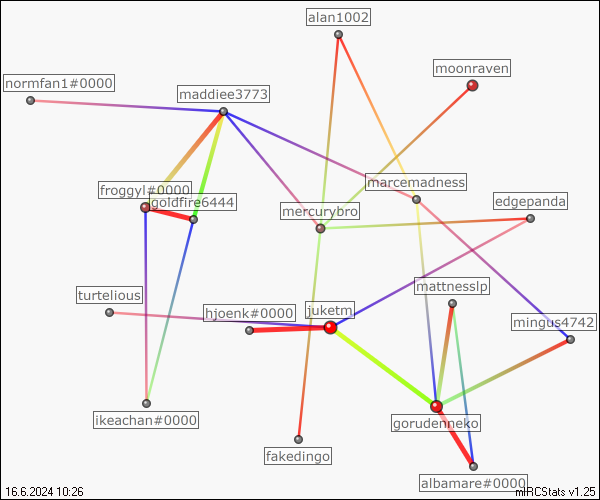 alan1002
moonraven
normfan1#0000
maddiee3773
marcemadness
froggyl#0000
goldfire6444
edgepanda
mercurybro
mattnesslp
turtelious
juketm
hjoenk#0000
mingus4742
ikeachan#0000
gorudenneko
fakedingo
albamare#0000
16.6.2024 10:26
mIRCStats v1.25